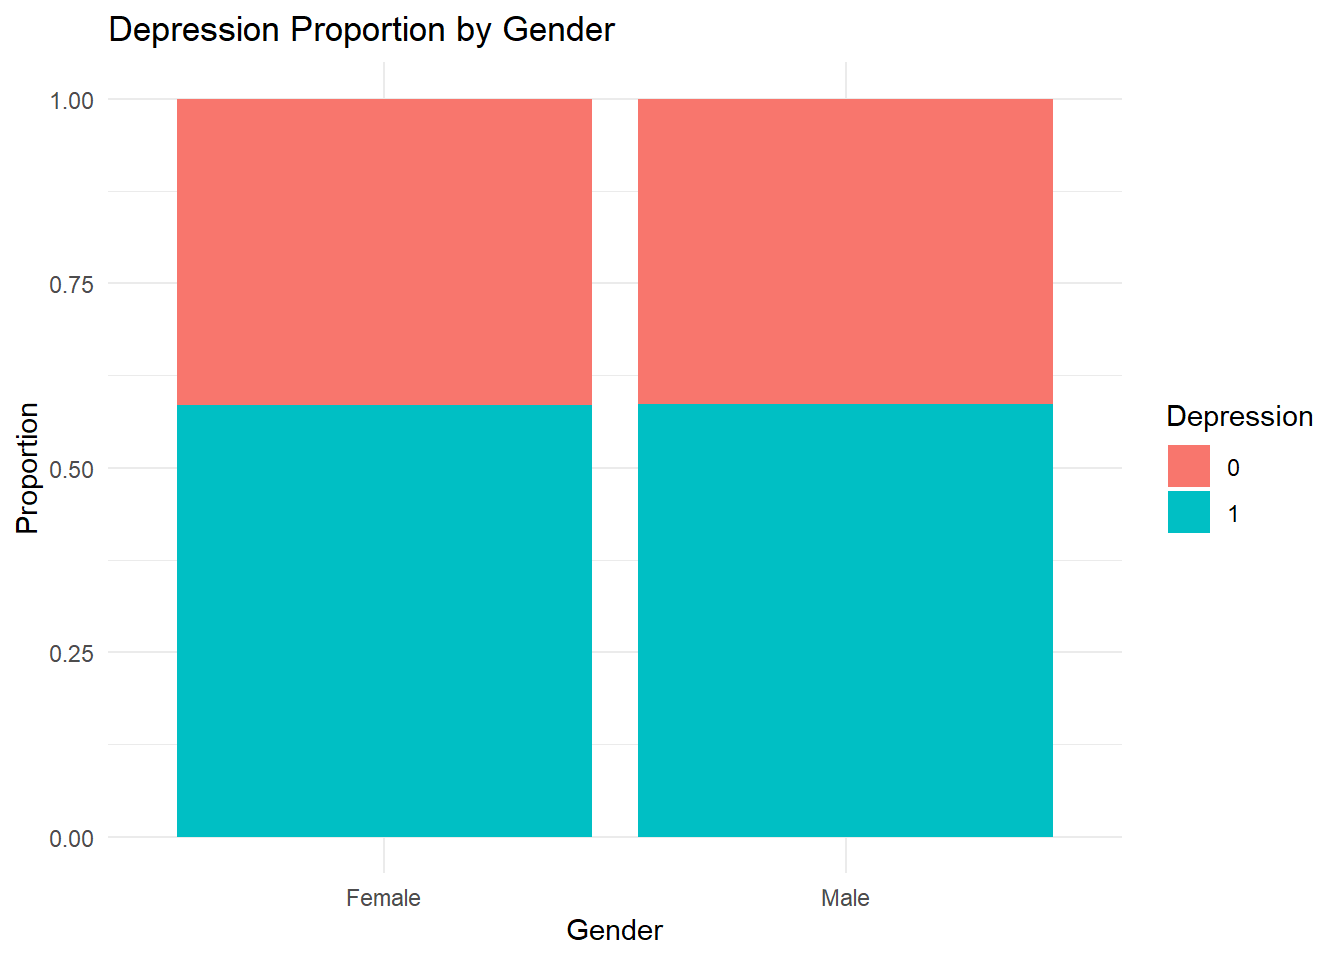 Depression Proportion by Gender
1.00
0.75
0.50
0.25
0.00
Proportion
Female
Male
Gender
Depression
0
1